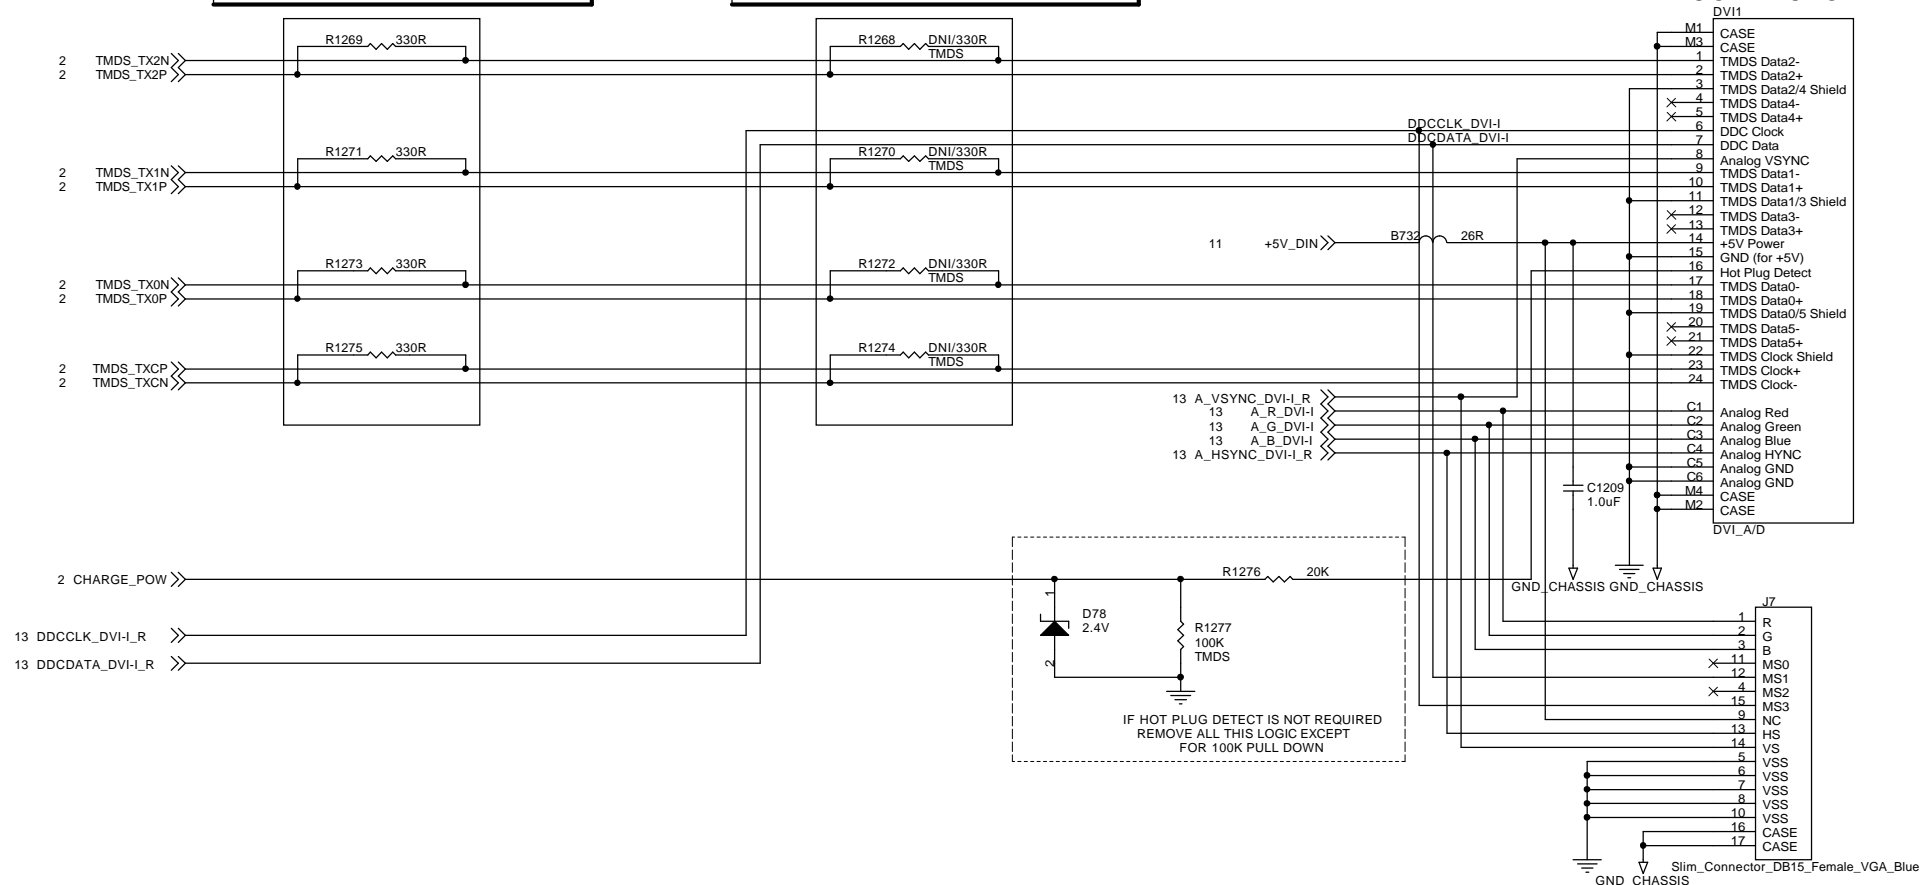 DVI1
R1269 330R
R1268 DNI/330R
TMDS
2 TMDS_TX2N
2 TMDS_TX2P
R1271 330R
R1270 DNI/330R
TMDS
2 TMDS_TX1N
2 TMDS_TX1P
R1273 330R
R1272 DNI/330R
TMDS
2 TMDS_TX0N
2 TMDS_TX0P
R1275 330R
R1274 DNI/330R
TMDS
2 TMDS_TXCP
2 TMDS_TXCN
DDCCLK_DVI-I
DDCDATA_DVI-I
11 +5V_DIN
B732 26R
13 A_VSYNC_DVI-I_R
13 A_R_DVI-I
13 A_G_DVI-I
13 A_B_DVI-I
13 A_HSYNC_DVI-I_R
M1 CASE
M3 CASE
1 TMDS Data2-
2 TMDS Data2+
3 TMDS Data2/4 Shield
4 TMDS Data4-
5 TMDS Data4+
6 DDC Clock
7 DDC Data
8 Analog VSYNC
9 TMDS Data1-
10 TMDS Data1+
11 TMDS Data1/3 Shield
12 TMDS Data3-
13 TMDS Data3+
14 +5V Power
15 GND (for +5V)
16 Hot Plug Detect
17 TMDS Data0-
18 TMDS Data0+
19 TMDS Data0/5 Shield
20 TMDS Data5-
21 TMDS Data5+
22 TMDS Clock Shield
23 TMDS Clock+
24 TMDS Clock-
C1 Analog Red
C2 Analog Green
C3 Analog Blue
C4 Analog HYNC
C5 Analog GND
C6 Analog GND
M4 CASE
M2 CASE
DVI_A/D
C1209
1.0uF
GND_CHASSIS GND_CHASSIS
2 CHARGE_POW
R1276 20K
1
D78
2.4V
2
R1277
100K
TMDS
13 DDCCLK_DVI-I_R
13 DDCDATA_DVI-I_R
IF HOT PLUG DETECT IS NOT REQUIRED
REMOVE ALL THIS LOGIC EXCEPT
FOR 100K PULL DOWN
J7
1 R
2 G
3 B
11 MS0
12 MS1
4 MS2
15 MS3
9 NC
13 HS
14 VS
5 VSS
6 VSS
7 VSS
8 VSS
10 VSS
16 CASE
17 CASE
Slim_Connector_DB15_Female_VGA_Blue
GND_CHASSIS